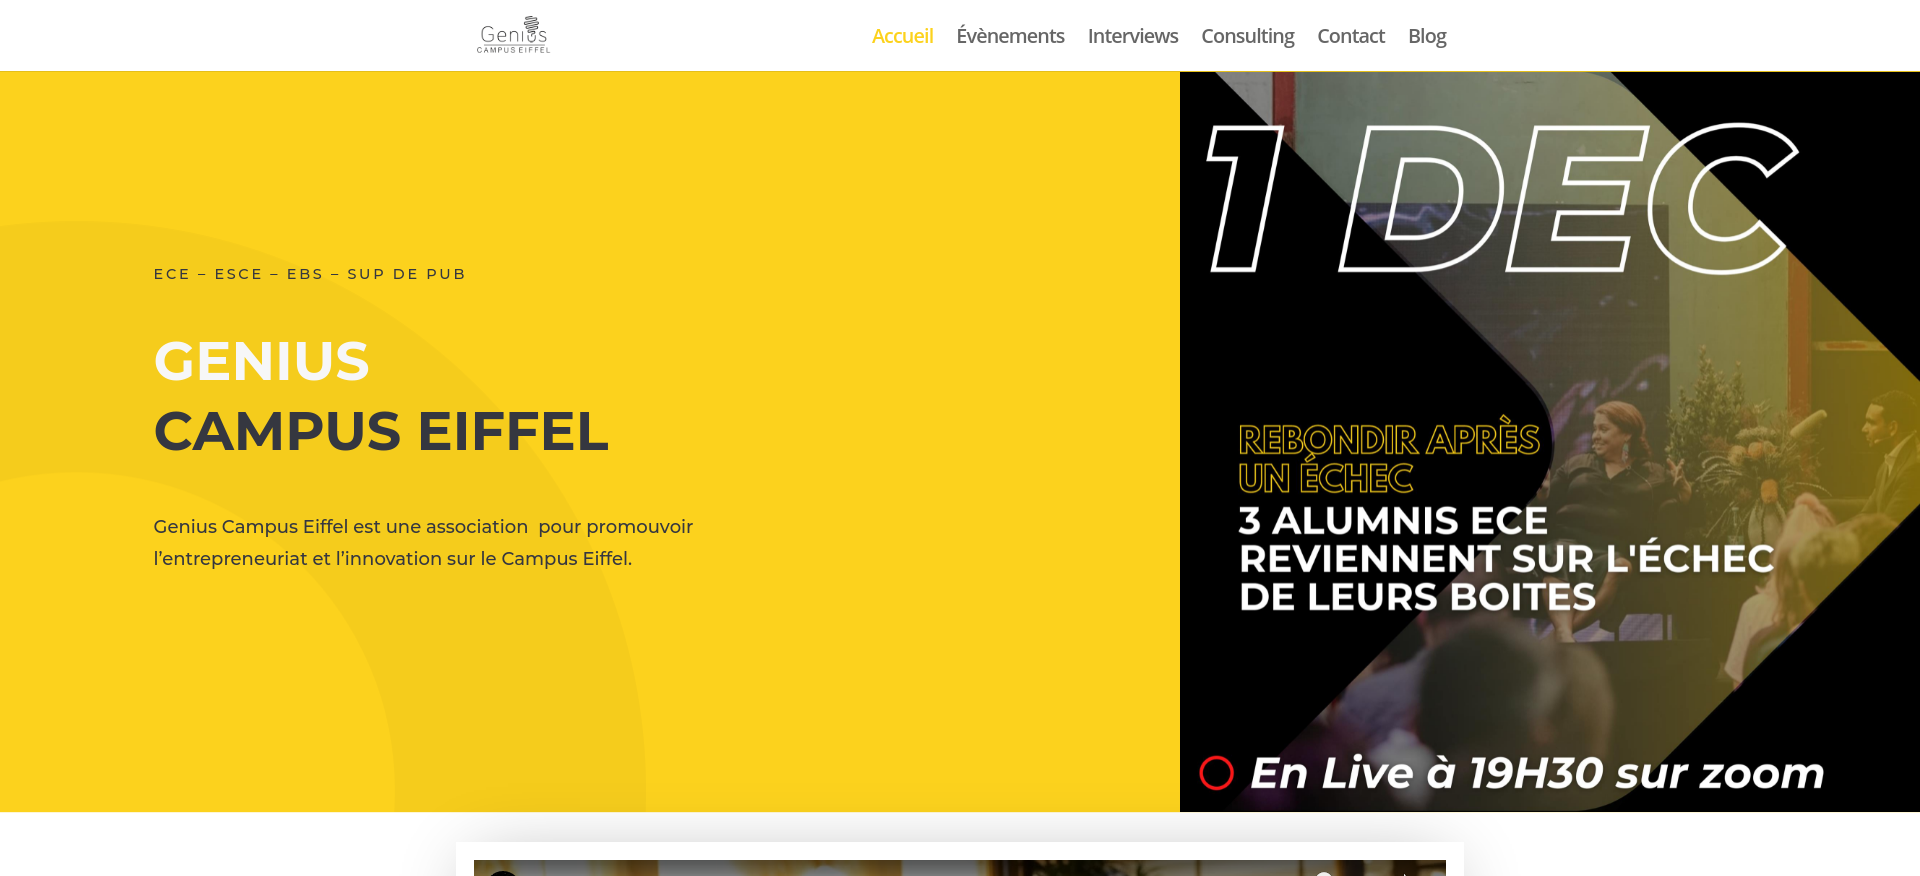 Genius
CAMPUS EIFFEL
Accueil
Évènements
Interviews
Consulting
Contact
Blog
ECE – ESCE – EBS – SUP DE PUB
GENIUS
CAMPUS EIFFEL
Genius Campus Eiffel est une association  pour promouvoir
l’entrepreneuriat et l’innovation sur le Campus Eiffel.
1 DEC
REBONDIR APRÈS
UN ÉCHEC
3 ALUMNIS ECE
REVIENNENT SUR L'ÉCHEC
DE LEURS BOITES
En Live à 19H30 sur zoom